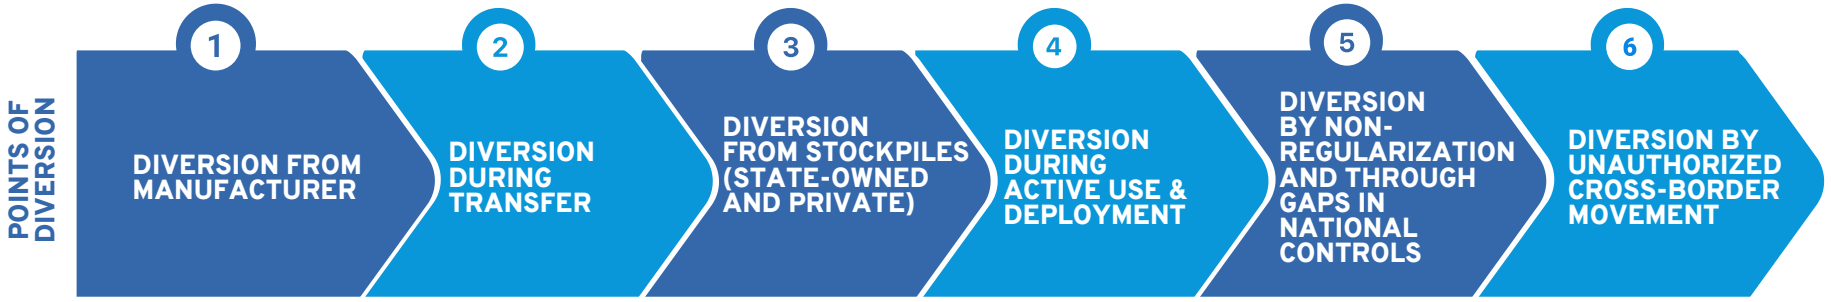 POINTS OF
DIVERSION
1
DIVERSION FROM
MANUFACTURER
2
DIVERSION
DURING
TRANSFER
3
DIVERSION
FROM STOCKPILES
(STATE-OWNED
AND PRIVATE)
4
DIVERSION
DURING
ACTIVE USE &
DEPLOYMENT
5
DIVERSION
BY NON-
REGULARIZATION
AND THROUGH
GAPS IN
NATIONAL
CONTROLS
6
DIVERSION BY
UNAUTHORIZED
CROSS-BORDER
MOVEMENT